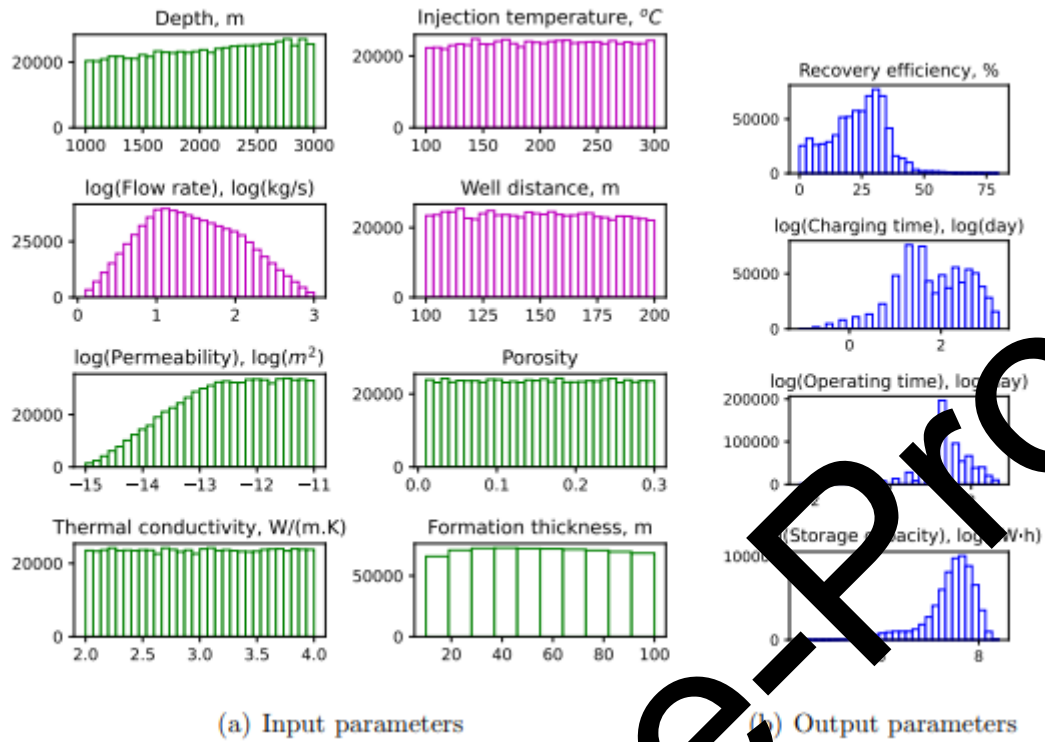 Depth, m
20000
0
1000 1500 2000 2500 3000
Injection temperature, °C
20000
0
100 150 200 250 300
log(Flow rate), log(kg/s)
25000
0
0 1 2 3
Well distance, m
20000
0
100 125 150 175 200
log(Permeability), log(m²)
20000
0
−15 −14 −13 −12 −11
Porosity
20000
0
0.0 0.1 0.2 0.3
Thermal conductivity, W/(m.K)
20000
0
2.0 2.5 3.0 3.5 4.0
Formation thickness, m
50000
0
20 40 60 80 100
(a) Input parameters
Recovery efficiency, %
50000
0
0 25 50 75
log(Charging time), log(day)
50000
0
0 2
log(Operating time),
200000
100000
0
(Storage
0
8
(b) Output parameters
e-Pro